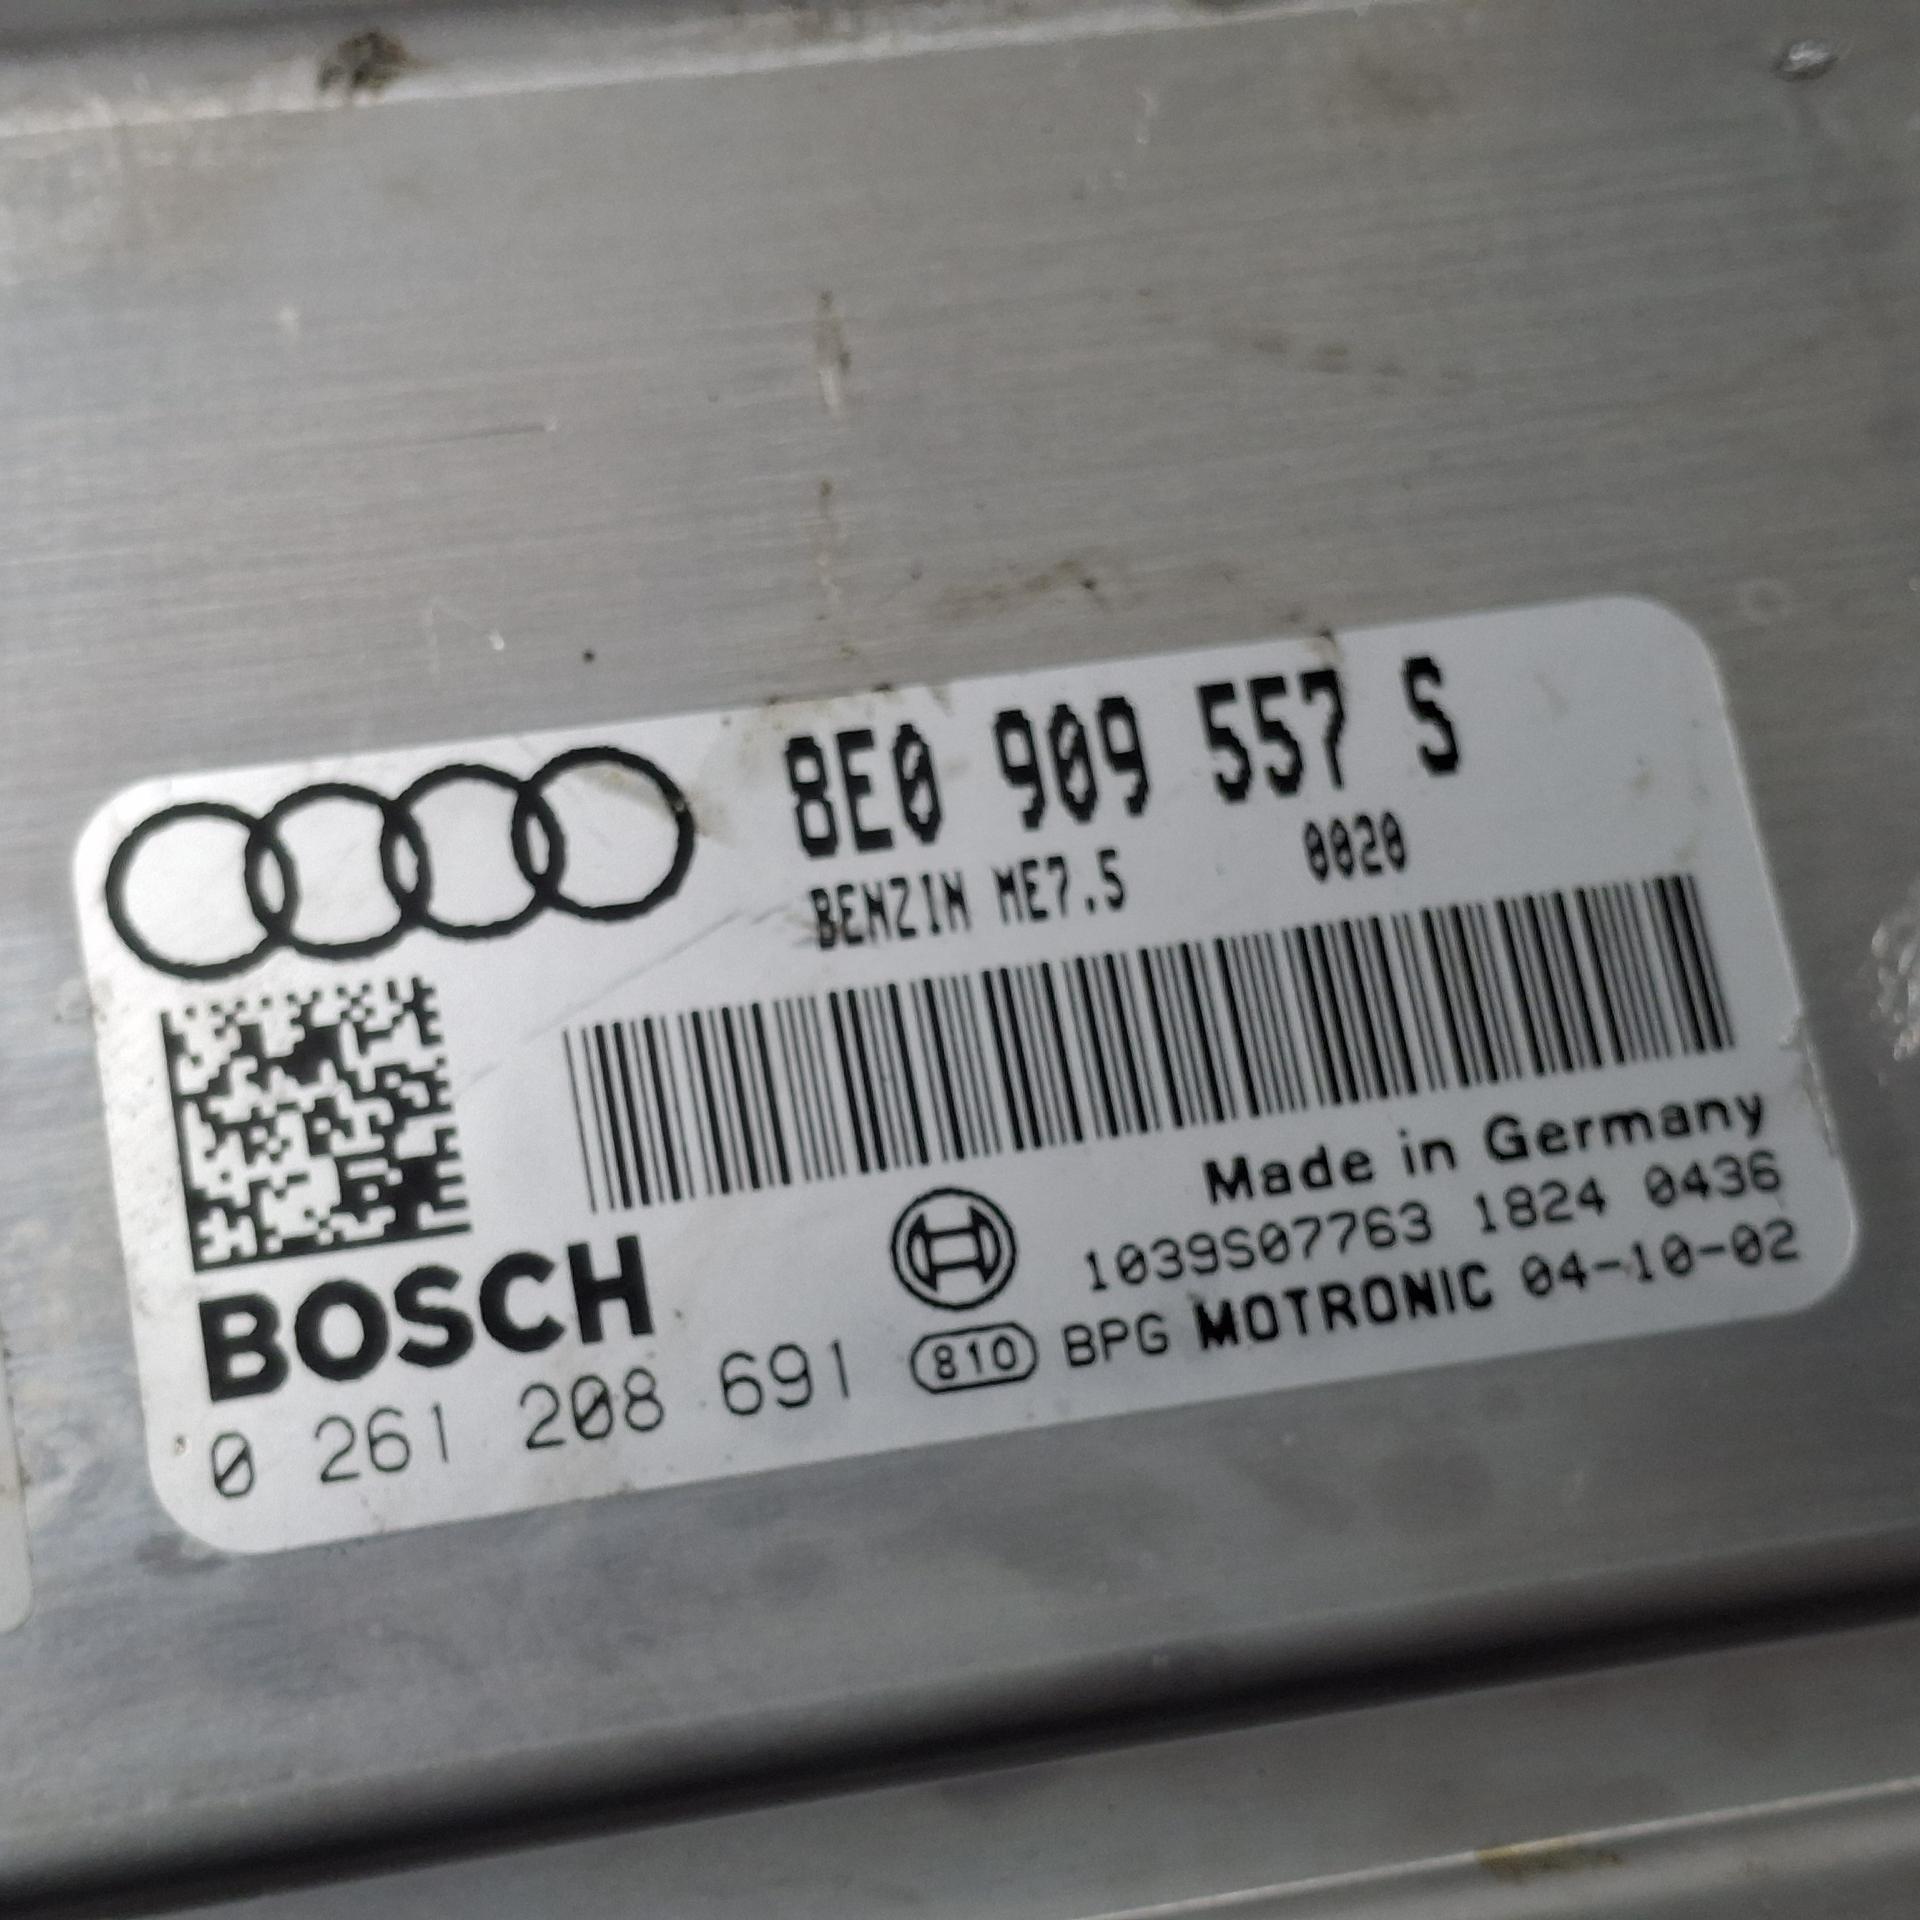 8E0 909 557 S
BENZIN ME7.5 0020
Made in Germany
BOSCH
1039S07763 1824 0436
0 261 208 691 810 BPG MOTRONIC 04-10-02